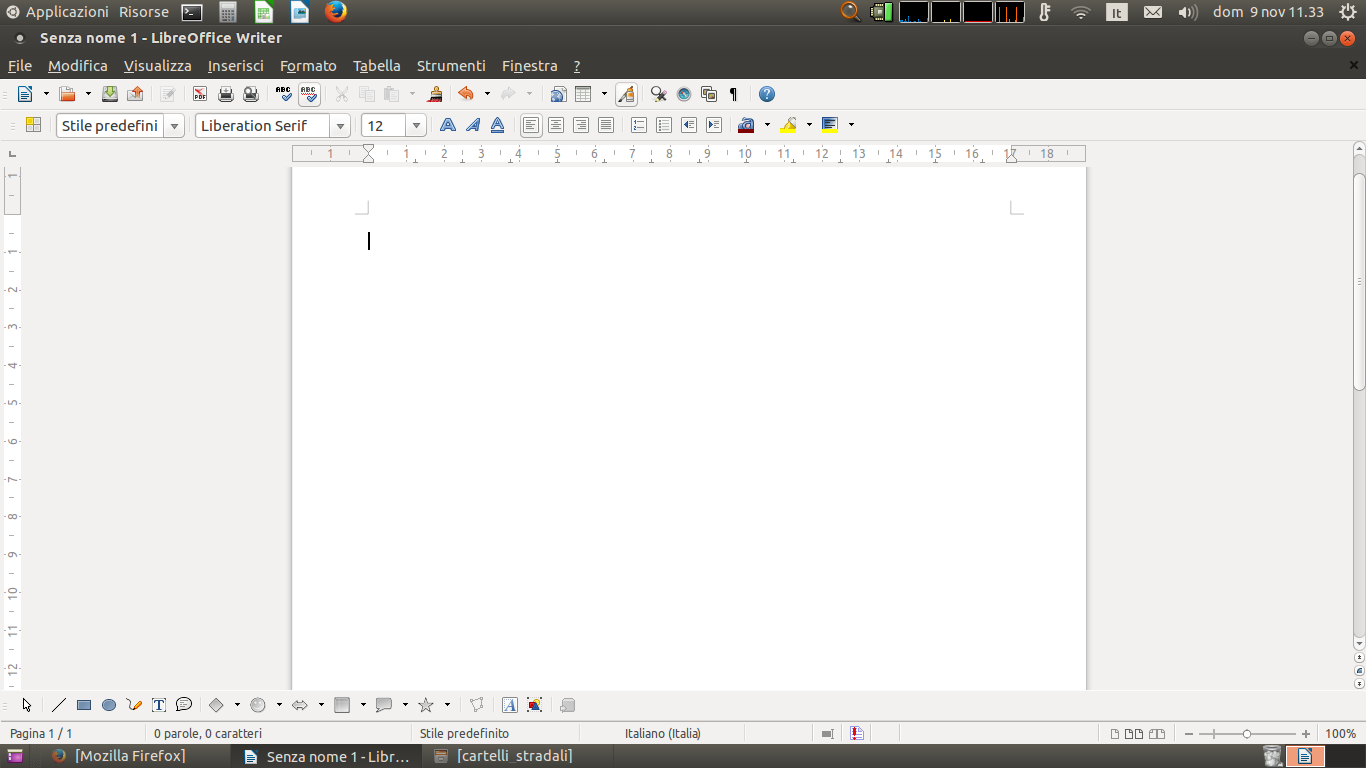 Applicazioni Risorse It dom 9 nov 11.33
Senza nome 1 - LibreOffice Writer
File Modifica Visualizza Inserisci Formato Tabella Strumenti Finestra ?
PDF ABC ABC
Stile predefini Liberation Serif 12 A A A a
1 1 2 3 4 5 6 7 8 9 10 11 12 13 14 15 16 17 18
1
1
2
3
4
5
6
7
8
9
10
11
12
T A
Pagina 1 / 1 0 parole, 0 caratteri Stile predefinito Italiano (Italia) 100%
[Mozilla Firefox] Senza nome 1 - Libr... [cartelli_stradali]